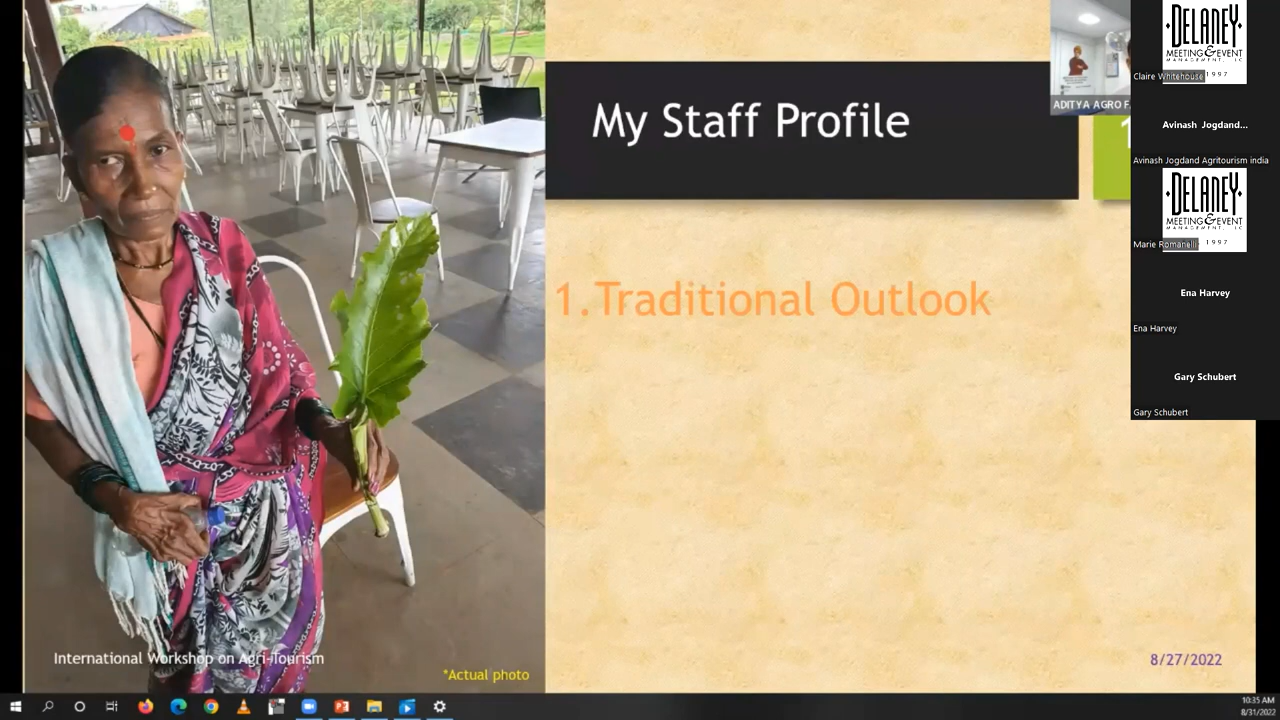 My Staff Profile
1.Traditional Outlook
International Workshop on Agri-Tourism
*Actual photo
8/27/2022
ADITYA AGRO F
DELANEY
MEETING & EVENT
MANAGEMENT, LLC
1997
Claire Whitehouse
Avinash Jogdand...
Avinash Jogdand Agritourism india
DELANEY
MEETING & EVENT
1997
Marie Romanelli
Ena Harvey
Ena Harvey
Gary Schubert
Gary Schubert
10:35 AM
8/31/2022